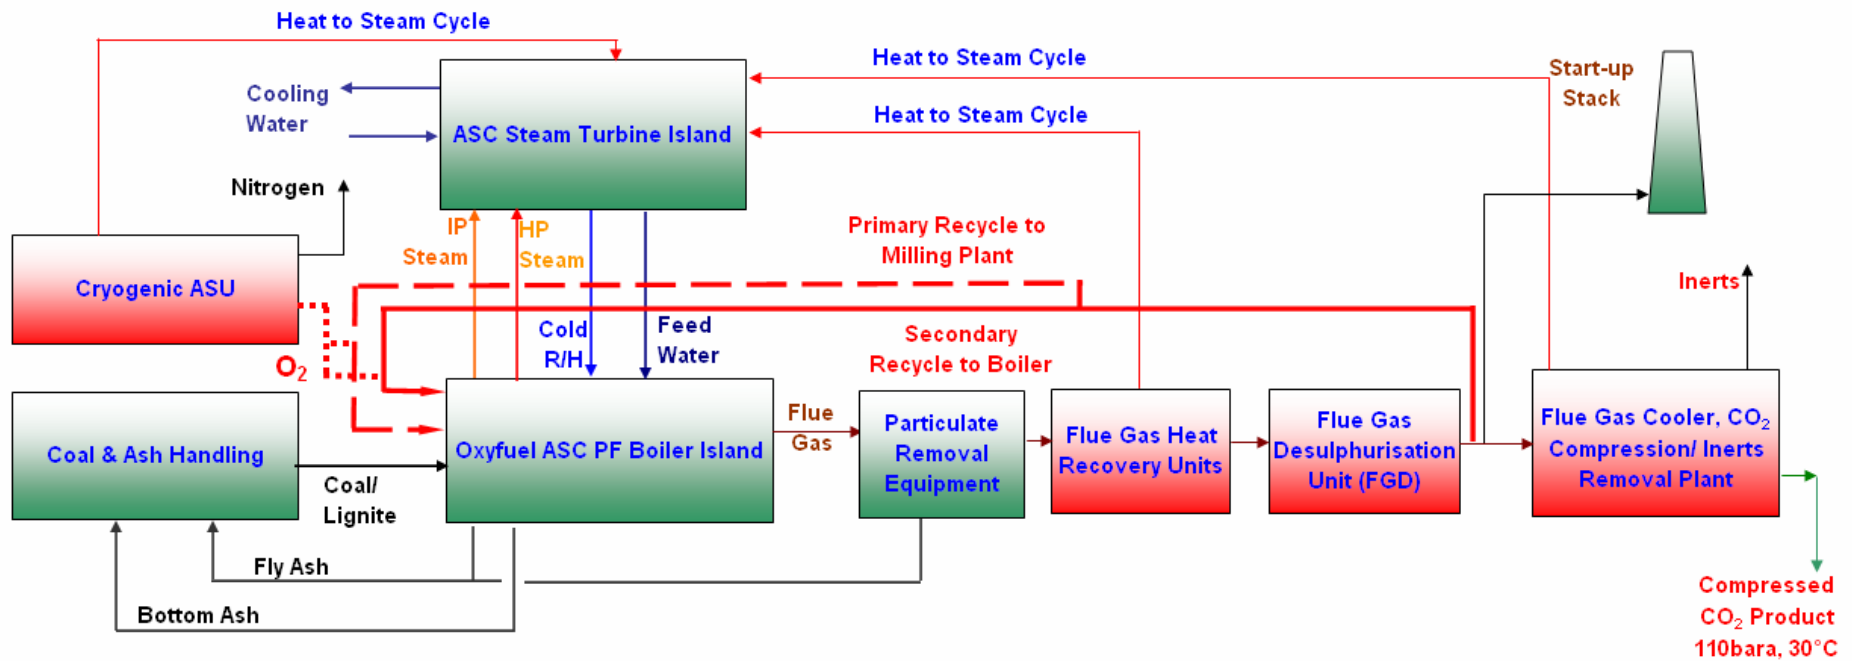 Heat to Steam Cycle
Heat to Steam Cycle
Start-up
Stack
Cooling
Water
Heat to Steam Cycle
ASC Steam Turbine Island
Nitrogen
IP
Steam
HP
Steam
Primary Recycle to
Milling Plant
Cryogenic ASU
Inerts
Cold
R/H
Feed
Water
Secondary
Recycle to Boiler
O2
Coal & Ash Handling
Oxyfuel ASC PF Boiler Island
Flue
Gas
Particulate
Removal
Equipment
Flue Gas Heat
Recovery Units
Flue Gas
Desulphurisation
Unit (FGD)
Flue Gas Cooler, CO2
Compression/ Inerts
Removal Plant
Coal/
Lignite
Fly Ash
Bottom Ash
Compressed
CO2 Product
110bara, 30°C